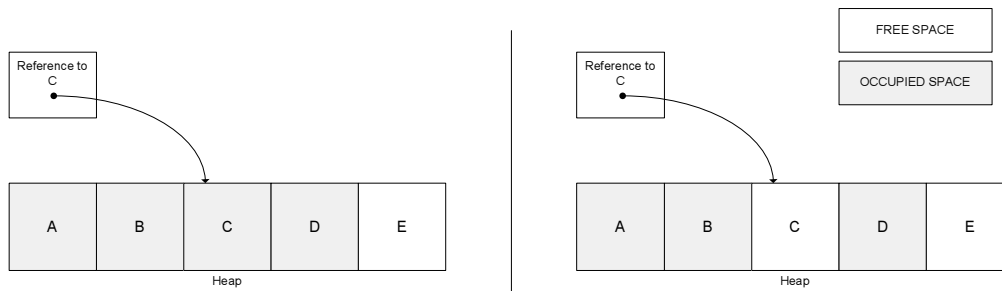 FREE SPACE
Reference to
C
Reference to
C
OCCUPIED SPACE
A B C D E
A B C D E
Heap
Heap